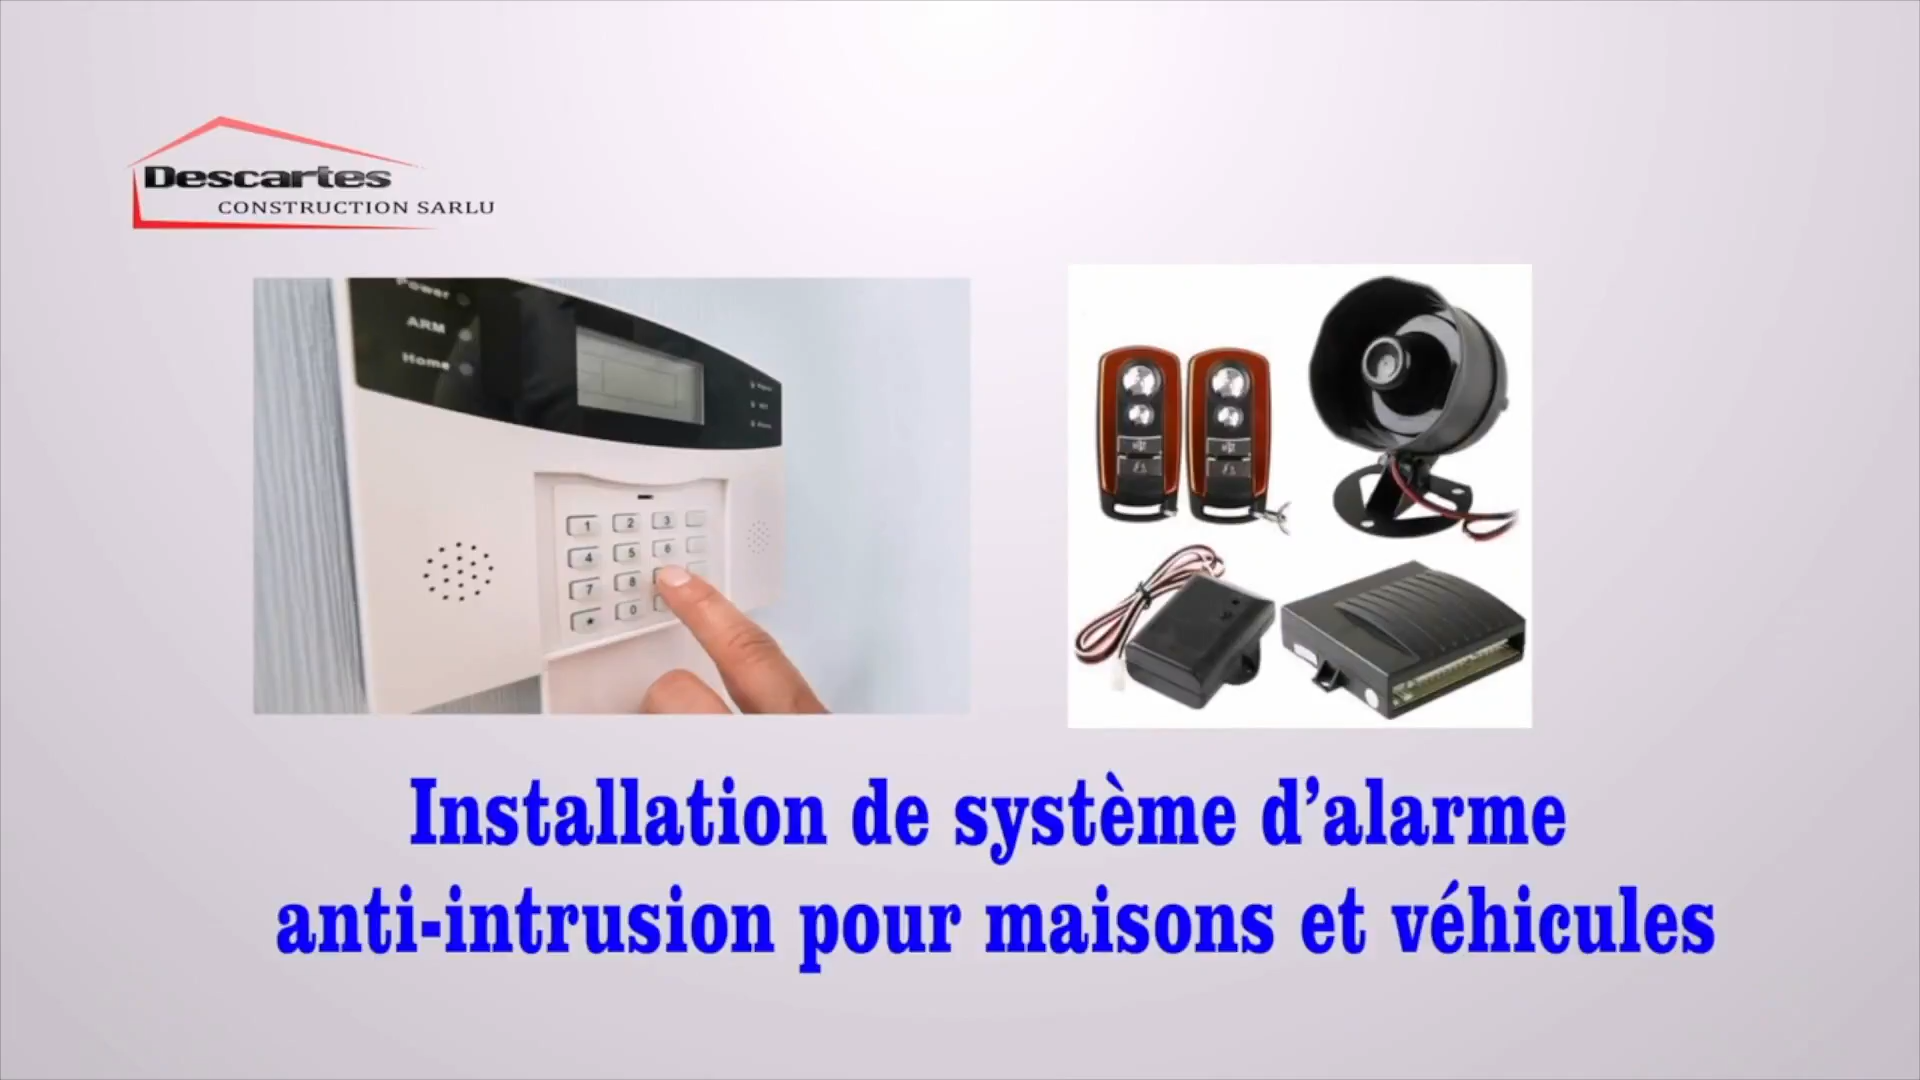 Descartes
CONSTRUCTION SARLU
Power
ARM
Home
1 2 3
4 5 6
7 8
* 0
Installation de système d’alarme
anti-intrusion pour maisons et véhicules